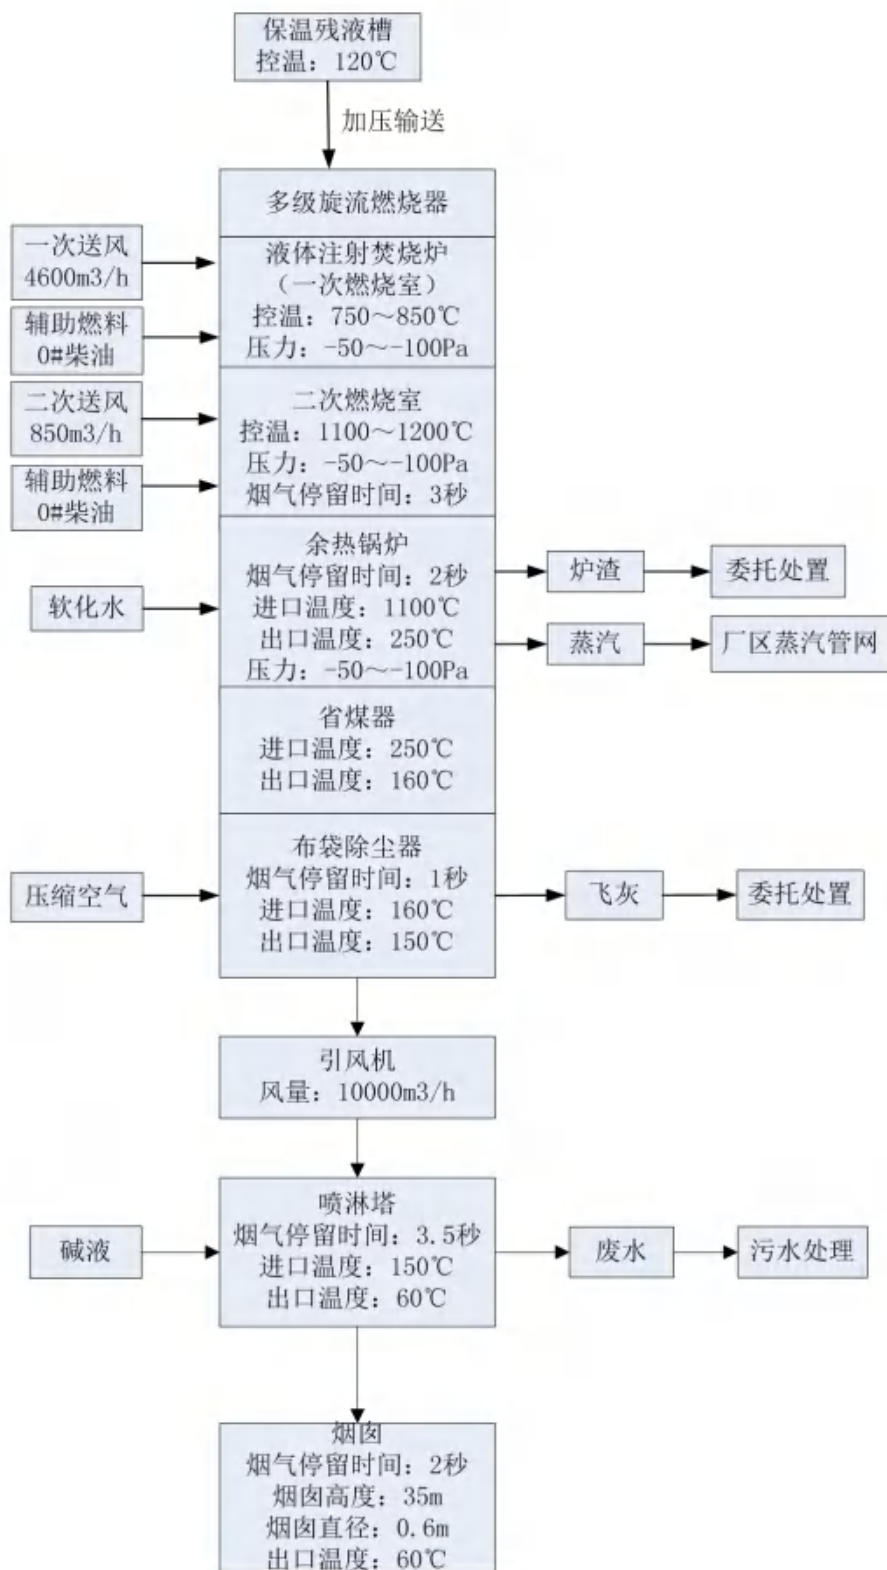 保温残液槽
控温：120℃
加压输送
多级旋流燃烧器
一次送风
4600m3/h
液体注射焚烧炉
（一次燃烧室）
控温：750～850℃
压力：-50～-100Pa
辅助燃料
0#柴油
二次送风
850m3/h
二次燃烧室
控温：1100～1200℃
压力：-50～-100Pa
烟气停留时间：3秒
辅助燃料
0#柴油
软化水
余热锅炉
烟气停留时间：2秒
进口温度：1100℃
出口温度：250℃
压力：-50～-100Pa
炉渣
委托处置
蒸汽
厂区蒸汽管网
省煤器
进口温度：250℃
出口温度：160℃
压缩空气
布袋除尘器
烟气停留时间：1秒
进口温度：160℃
出口温度：150℃
飞灰
委托处置
引风机
风量：10000m3/h
碱液
喷淋塔
烟气停留时间：3.5秒
进口温度：150℃
出口温度：60℃
废水
污水处理
烟囱
烟气停留时间：2秒
烟囱高度：35m
烟囱直径：0.6m
出口温度：60℃